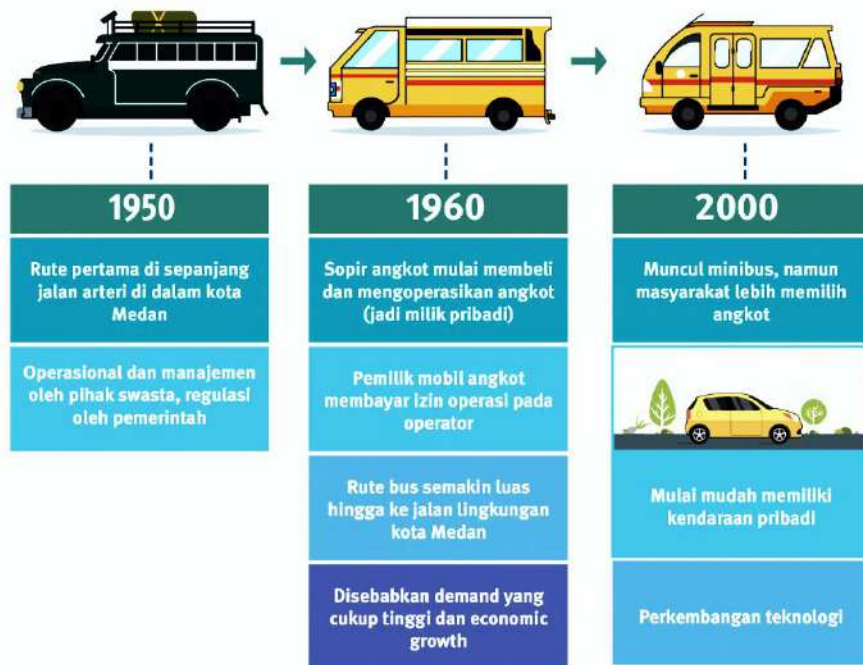 1950
Rute pertama di sepanjang
jalan arteri di dalam kota
Medan
Operasional dan manajemen
oleh pihak swasta, regulasi
oleh pemerintah
1960
Sopir angkot mulai membeli
dan mengoperasikan angkot
(jadi milik pribadi)
Pemilik mobil angkot
membayar izin operasi pada
operator
Rute bus semakin luas
hingga ke jalan lingkungan
kota Medan
Disebabkan demand yang
cukup tinggi dan economic
growth
2000
Muncul minibus, namun
masyarakat lebih memilih
angkot
Mulai mudah memiliki
kendaraan pribadi
Perkembangan teknologi